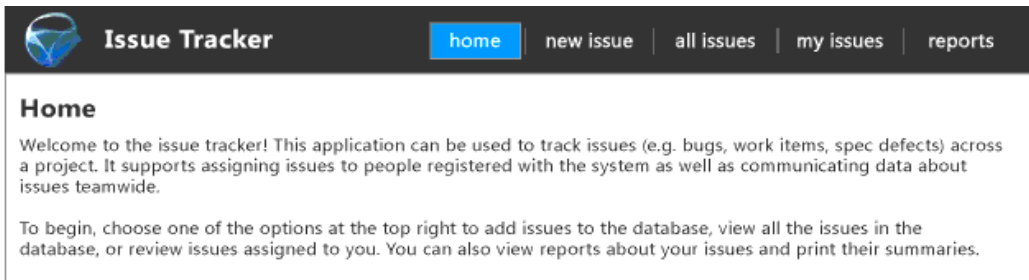 Issue Tracker
home
new issue
all issues
my issues
reports
Home
Welcome to the issue tracker! This application can be used to track issues (e.g. bugs, work items, spec defects) across
a project. It supports assigning issues to people registered with the system as well as communicating data about
issues teamwide.
To begin, choose one of the options at the top right to add issues to the database, view all the issues in the
database, or review issues assigned to you. You can also view reports about your issues and print their summaries.